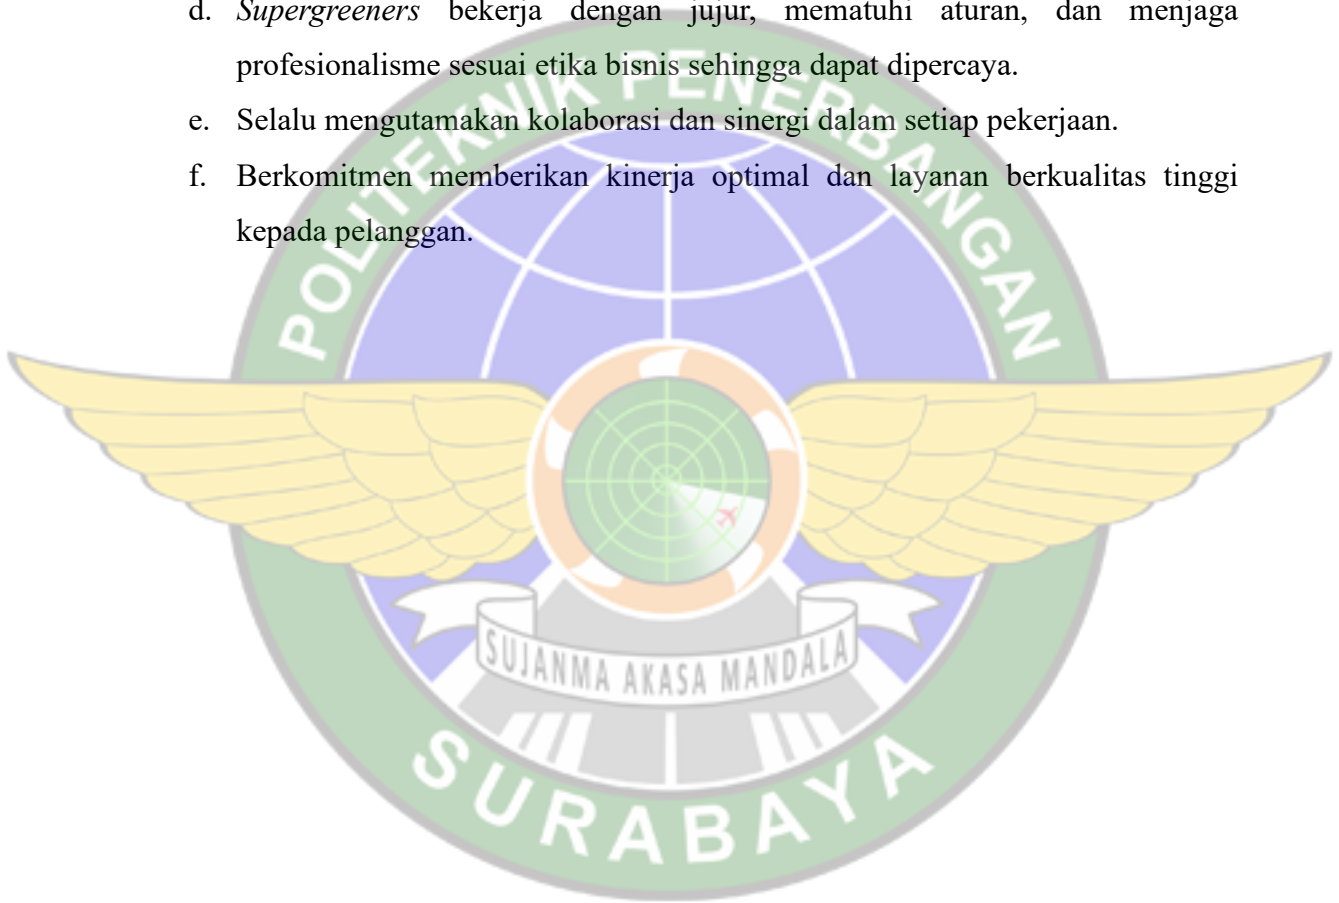 d. Supergreeners bekerja dengan jujur, mematuhi aturan, dan menjaga
profesionalisme sesuai etika bisnis sehingga dapat dipercaya.
e. Selalu mengutamakan kolaborasi dan sinergi dalam setiap pekerjaan.
f. Berkomitmen memberikan kinerja optimal dan layanan berkualitas tinggi
kepada pelanggan.
POLITEKNIK PENERBANGAN
SUJANMA AKASA MANDALA
SURABAYA